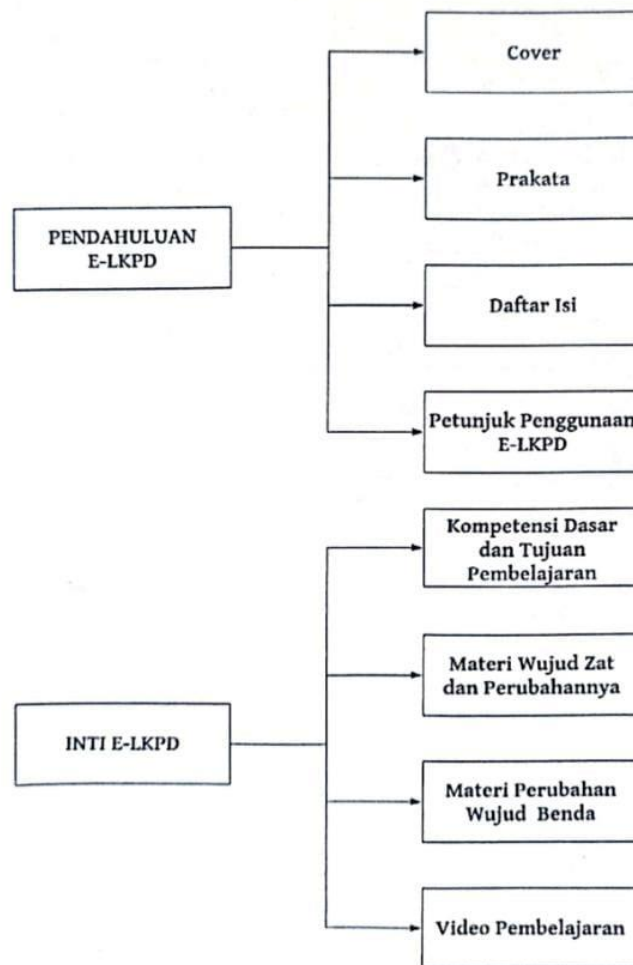 Cover
Prakata
PENDAHULUAN
E-LKPD
Daftar Isi
Petunjuk Penggunaan
E-LKPD
Kompetensi Dasar
dan Tujuan
Pembelajaran
Materi Wujud Zat
dan Perubahannya
INTI E-LKPD
Materi Perubahan
Wujud Benda
Video Pembelajaran